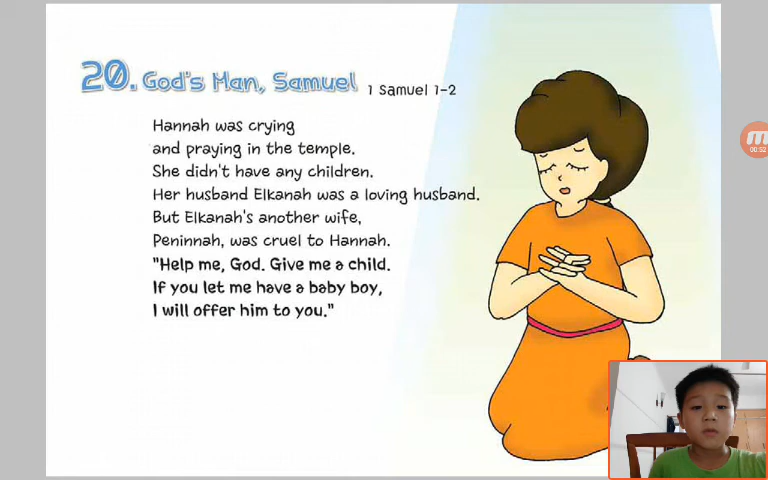 20. God's Man, Samuel 1 Samuel 1-2
Hannah was crying
and praying in the temple.
She didn't have any children.
Her husband Elkanah was a loving husband.
But Elkanah's another wife,
Peninnah, was cruel to Hannah.
"Help me, God. Give me a child.
If you let me have a baby boy,
I will offer him to you."
00:52